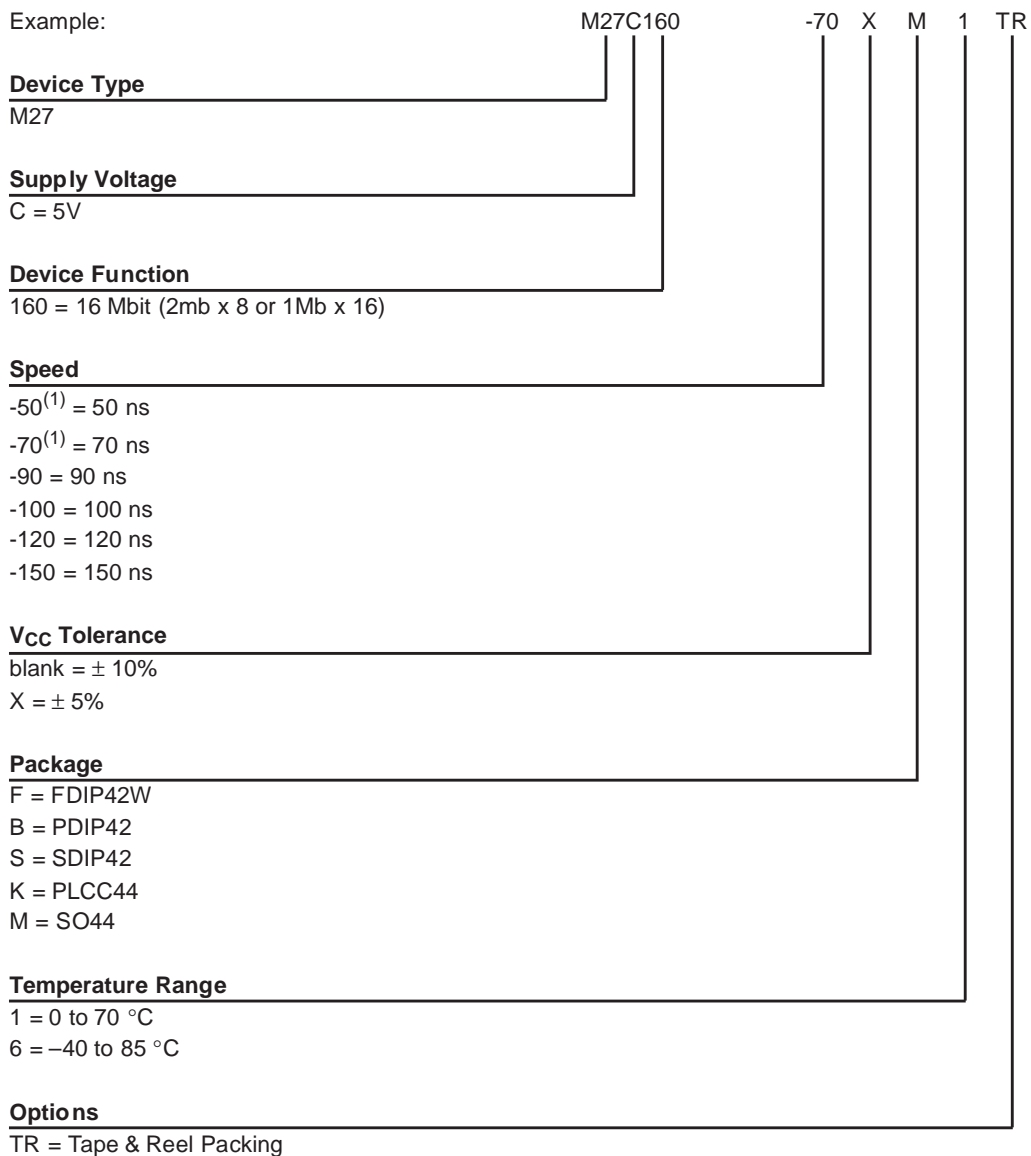 Example: M27C160 -70 X M 1 TR
Device Type
M27
Supply Voltage
C = 5V
Device Function
160 = 16 Mbit (2mb x 8 or 1Mb x 16)
Speed
-50(1) = 50 ns
-70(1) = 70 ns
-90 = 90 ns
-100 = 100 ns
-120 = 120 ns
-150 = 150 ns
VCC Tolerance
blank = ± 10%
X = ± 5%
Package
F = FDIP42W
B = PDIP42
S = SDIP42
K = PLCC44
M = SO44
Temperature Range
1 = 0 to 70 °C
6 = –40 to 85 °C
Options
TR = Tape & Reel Packing